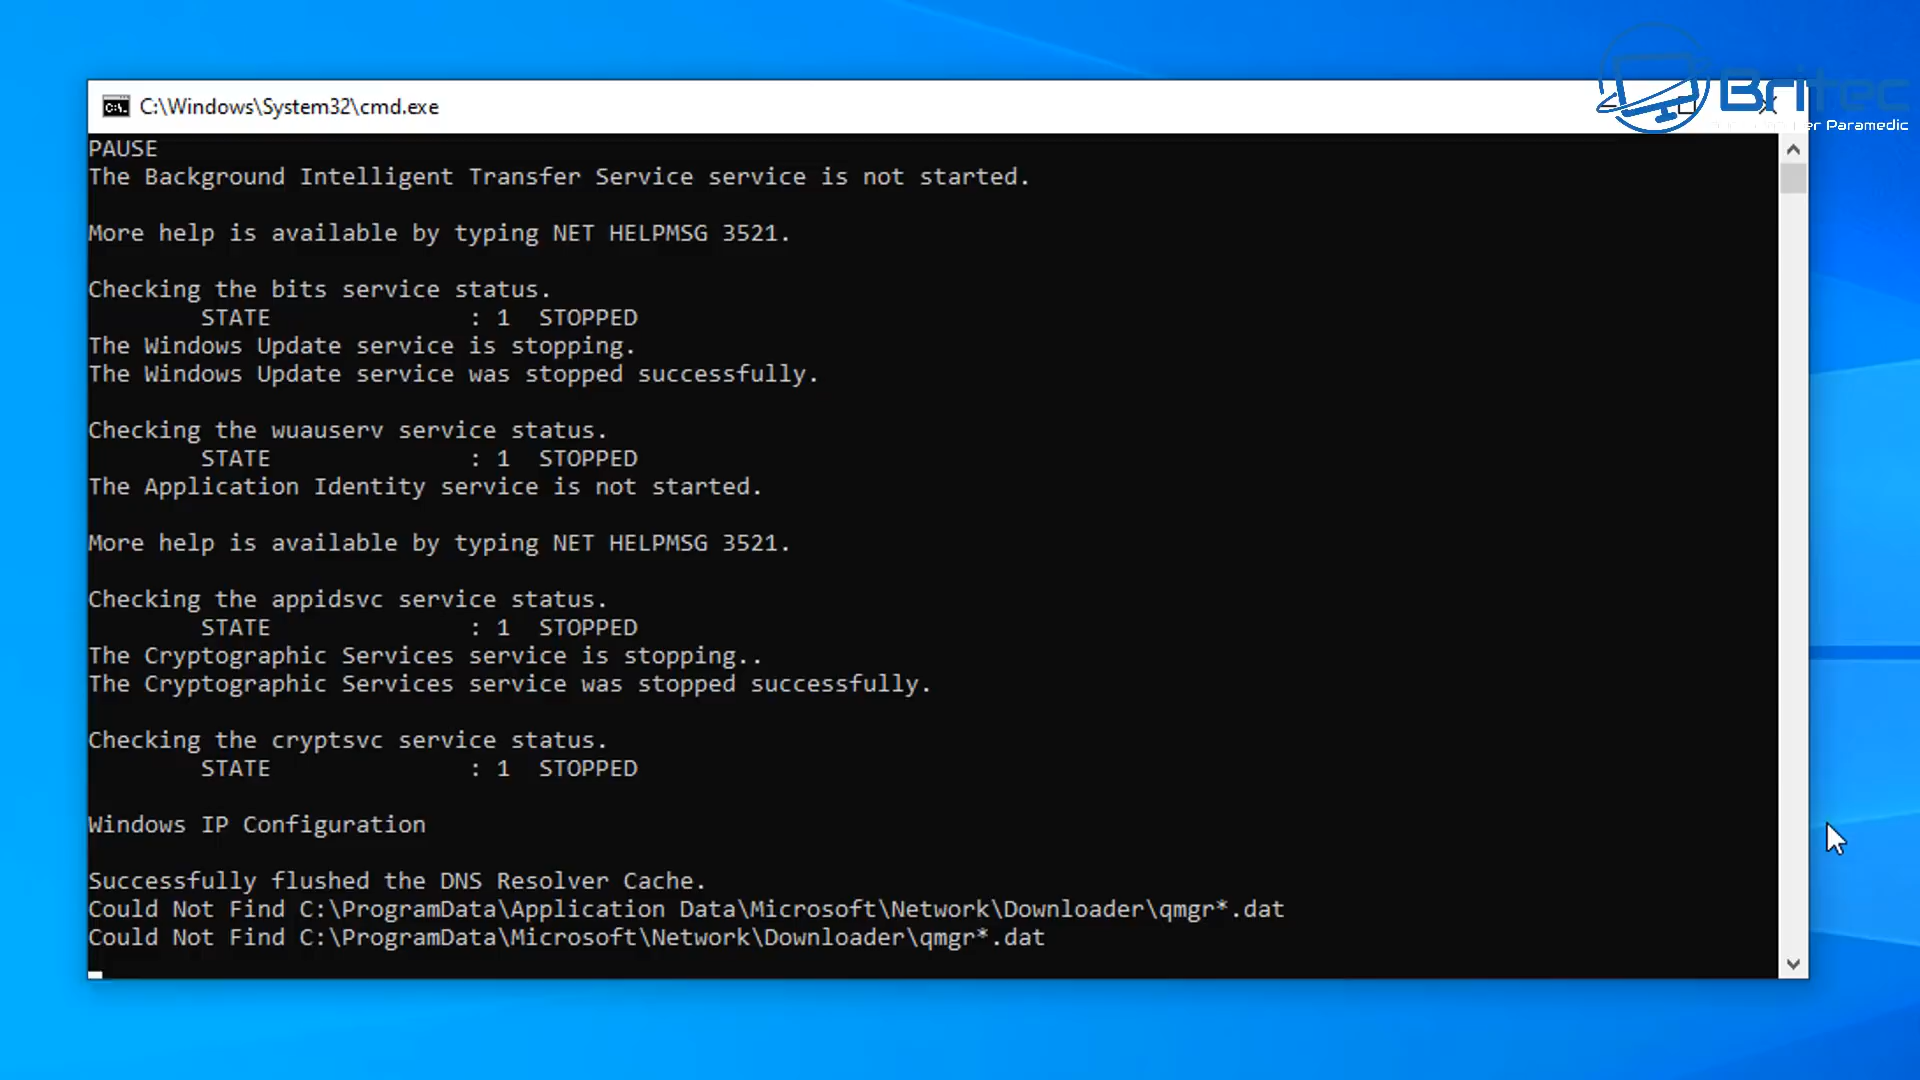 Britec
er Paramedic
C:\Windows\System32\cmd.exe
PAUSE
The Background Intelligent Transfer Service service is not started.
More help is available by typing NET HELPMSG 3521.
Checking the bits service status.
STATE : 1 STOPPED
The Windows Update service is stopping.
The Windows Update service was stopped successfully.
Checking the wuauserv service status.
STATE : 1 STOPPED
The Application Identity service is not started.
More help is available by typing NET HELPMSG 3521.
Checking the appidsvc service status.
STATE : 1 STOPPED
The Cryptographic Services service is stopping..
The Cryptographic Services service was stopped successfully.
Checking the cryptsvc service status.
STATE : 1 STOPPED
Windows IP Configuration
Successfully flushed the DNS Resolver Cache.
Could Not Find C:\ProgramData\Application Data\Microsoft\Network\Downloader\qmgr*.dat
Could Not Find C:\ProgramData\Microsoft\Network\Downloader\qmgr*.dat